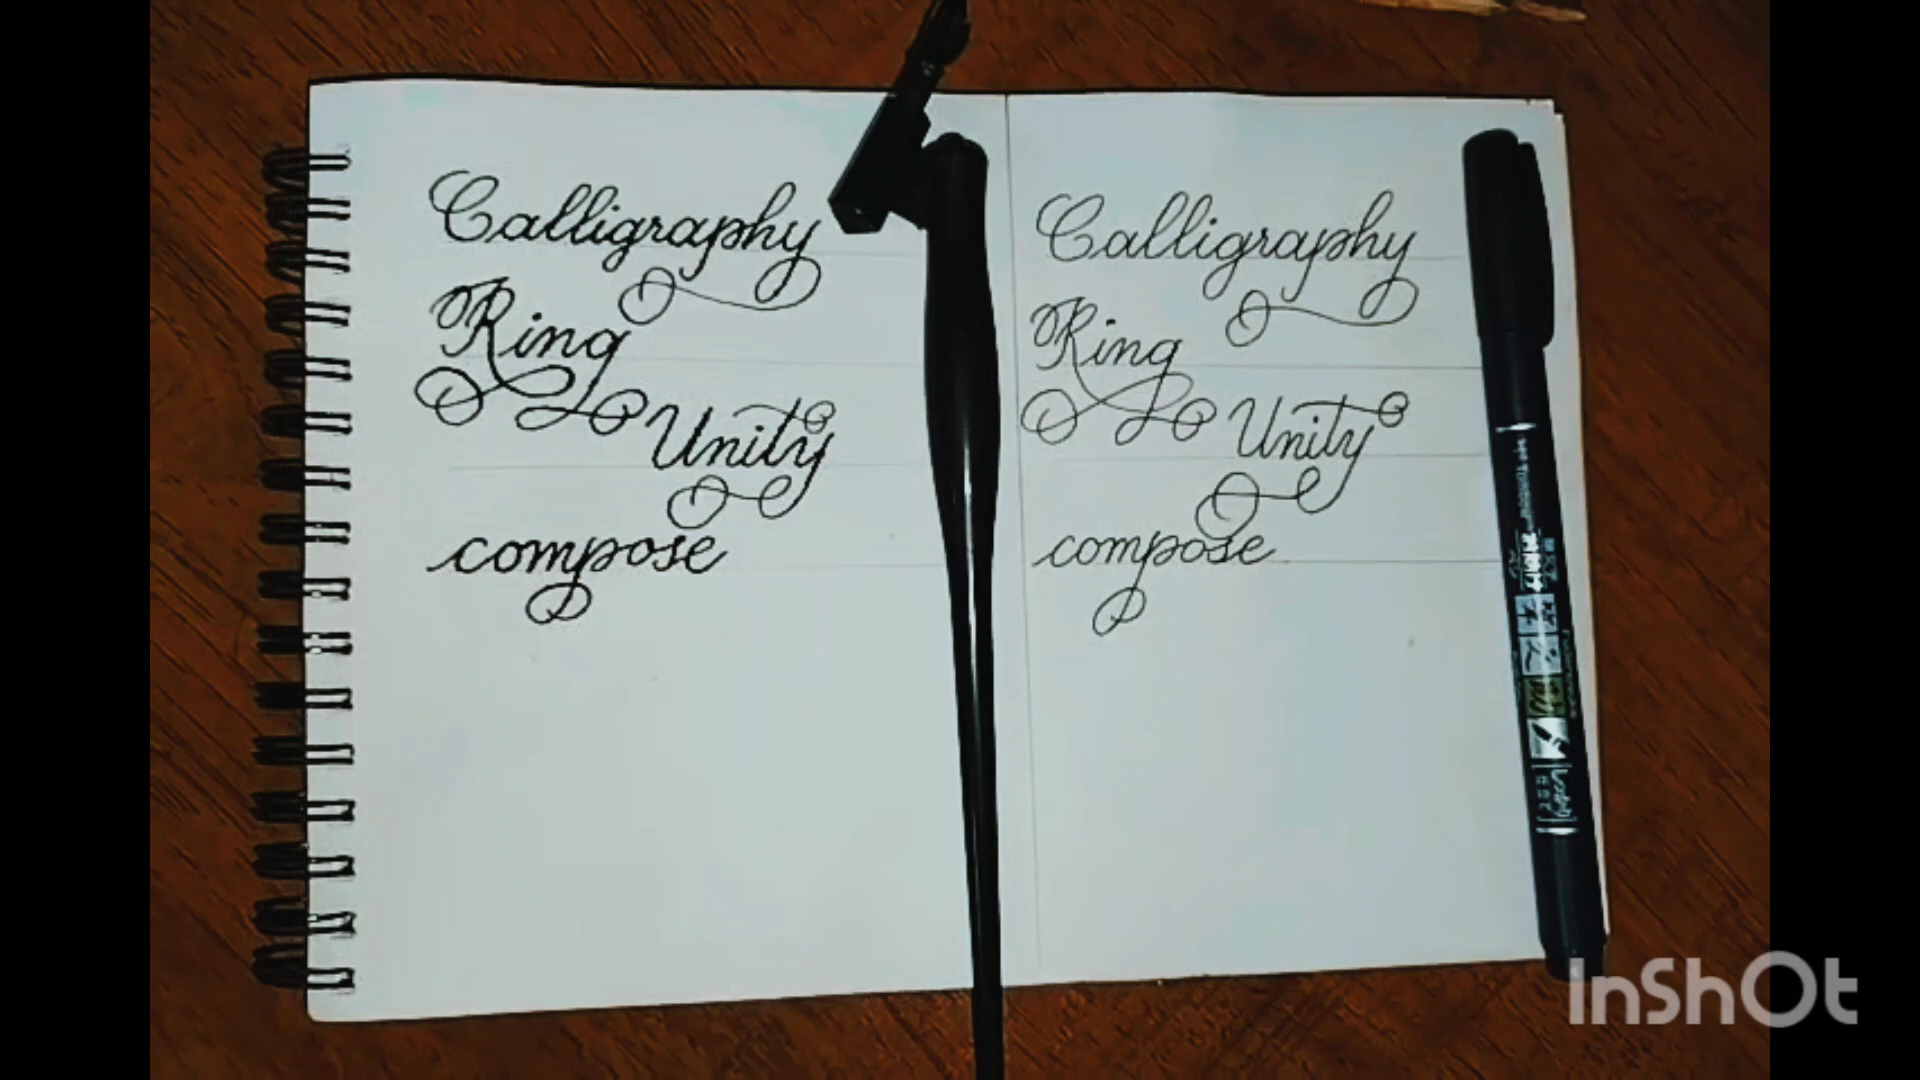 Calligraphy
Ring
Unity
compose
Calligraphy
Ring
Unity
compose
InShOt